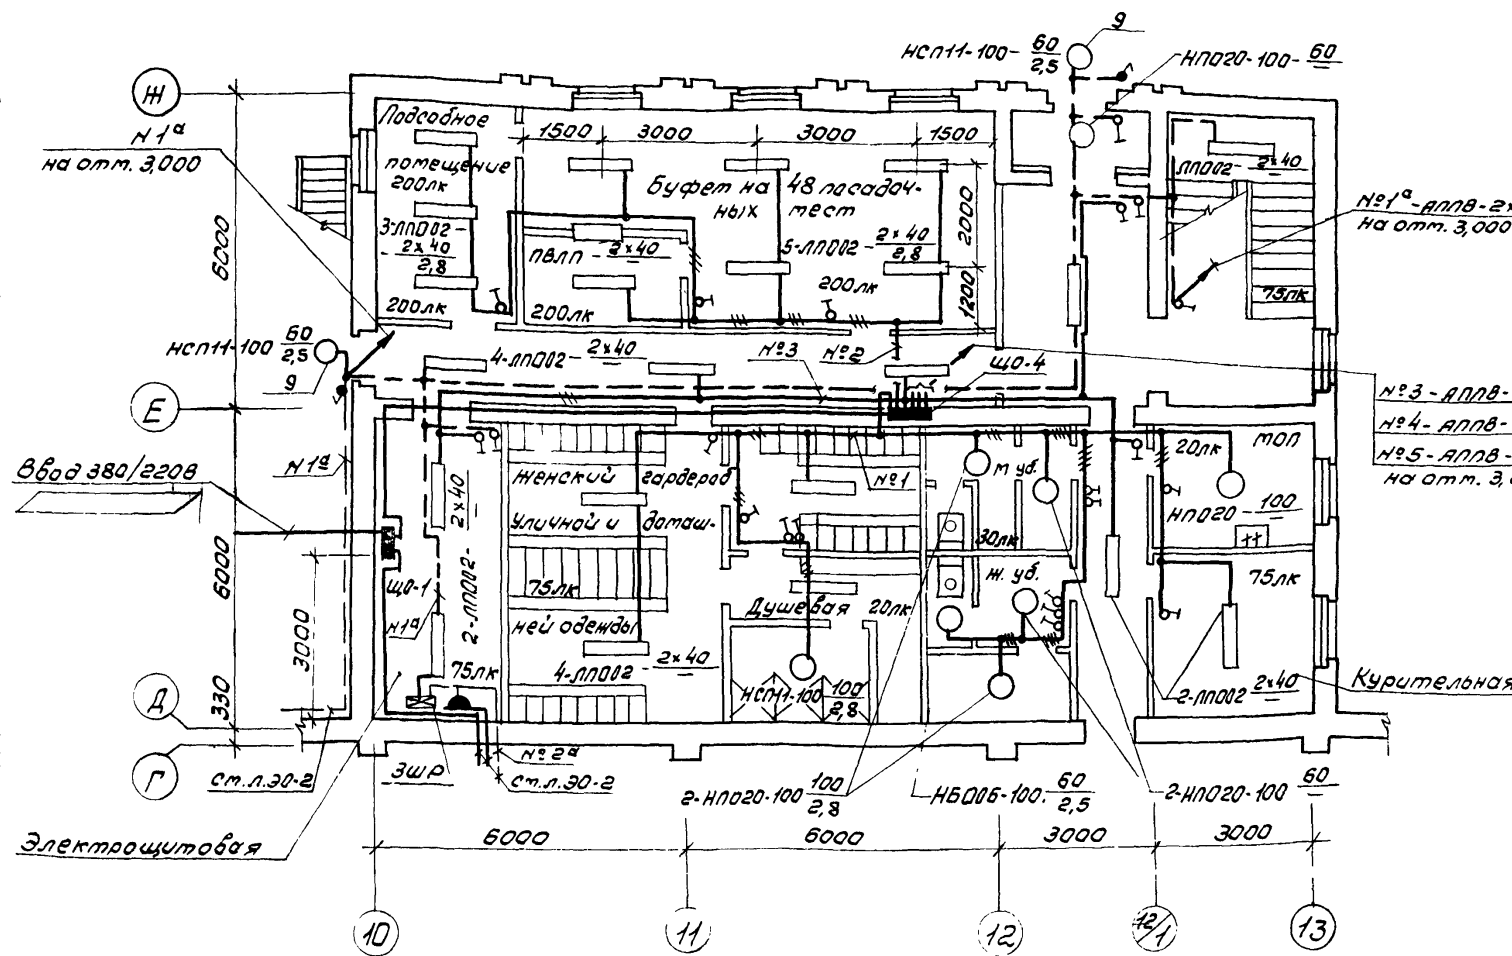 9
НСП11-100- 60/2,5
НПО20-100- 60/—
Ж
N1ª
на отм. 3,000
Подсобное
помещение
200лк
3-ЛПО02-
- 2х40/2,8
200лк
1500
3000
3000
1500
Буфет на 48 посадоч-
ных мест
ПВЛП - 2х40/—
5-ЛПО02- 2х40/2,8
200лк
200лк
2000
1200
ЛПО02- 2х40/—
75лк
№1ª-АППВ-2х
на отм. 3,000
6000
НСП11-100 60/2,5
9
4-ЛПО02- 2х40/—
№3
№2
ЩО-4
Е
№3-АППВ-
№4-АППВ-
№5-АППВ-
на отм. 3,
N1ª
Ввод 380/220В
6000
3000
330
ЩО-1
N1ª
2-ЛПО02- 2х40/—
75лк
Женский гардероб
уличной и домаш-
75лк
ней одежды
4-ЛПО02- 2х40/—
№1
Душевая
20лк
НСП11-100 100/2,8
М уб.
30лк
Ж. уб.
20лк
МОП
НПО20- 100/—
75лк
2-ЛПО02 2х40/—
Курительная
Д
Г
ст.л.ЭО-2
ЗШР
№2ª
ст.л.ЭО-2
2-НПО20-100 100/2,8
НБО06-100. 60/2,5
2-НПО20-100 60/—
Электрощитовая
6000
6000
3000
3000
10
11
12
12/1
13